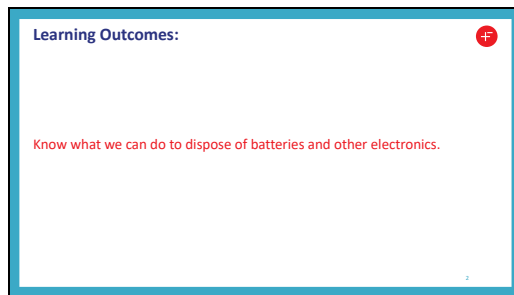 Learning Outcomes:
Know what we can do to dispose of batteries and other electronics.
2